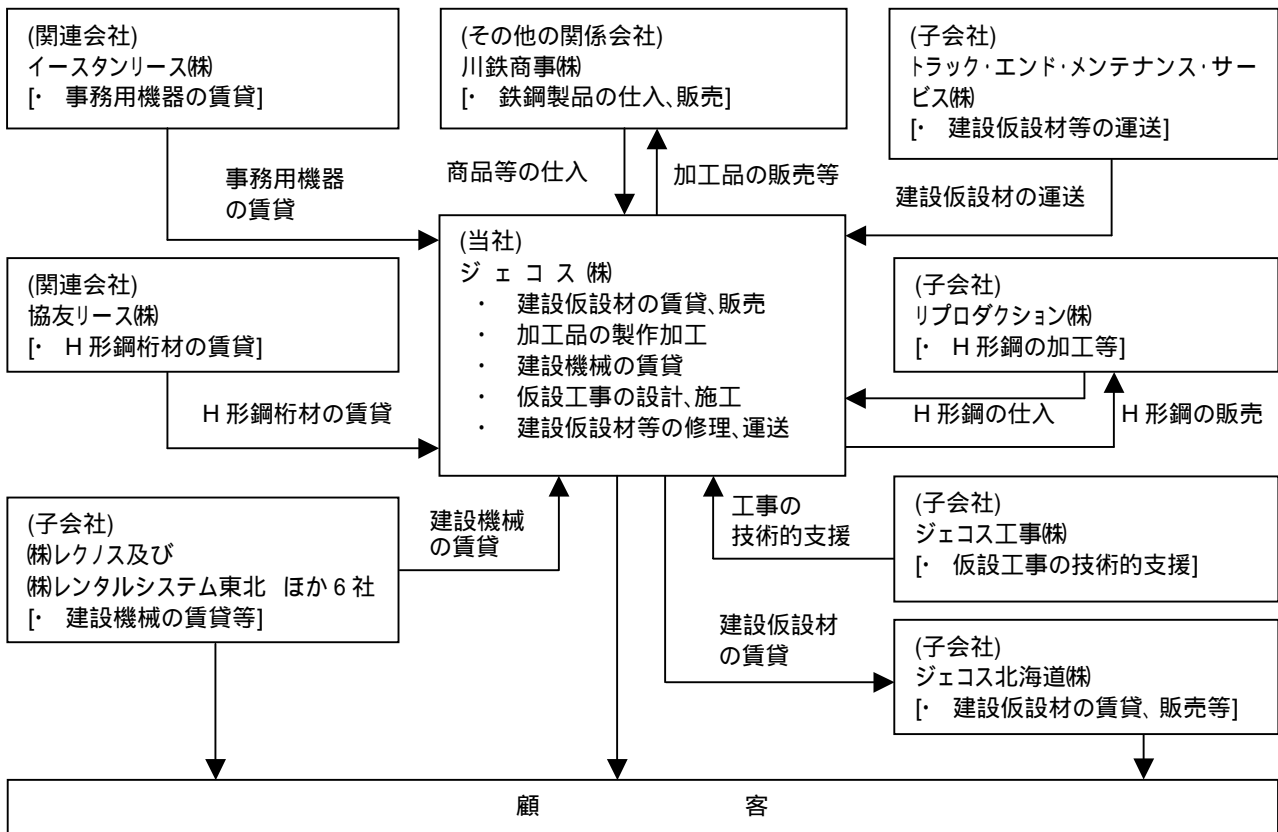 (関連会社)
イースタンリース㈱
[・ 事務用機器の賃貸]
(その他の関係会社)
川鉄商事㈱
[・ 鉄鋼製品の仕入、販売]
(子会社)
トラック・エンド・メンテナンス・サー
ビス㈱
[・ 建設仮設材等の運送]
事務用機器
の賃貸
商品等の仕入
加工品の販売等
建設仮設材の運送
(当社)
ジェコス㈱
・ 建設仮設材の賃貸、販売
・ 加工品の製作加工
・ 建設機械の賃貸
・ 仮設工事の設計、施工
・ 建設仮設材等の修理、運送
(関連会社)
協友リース㈱
[・ H形鋼桁材の賃貸]
(子会社)
リプロダクション㈱
[・ H形鋼の加工等]
H形鋼桁材の賃貸
H形鋼の仕入
H形鋼の販売
(子会社)
㈱レクノス及び
㈱レンタルシステム東北 ほか6社
[・ 建設機械の賃貸等]
建設機械
の賃貸
工事の
技術的支援
(子会社)
ジェコス工事㈱
[・ 仮設工事の技術的支援]
建設仮設材
の賃貸
(子会社)
ジェコス北海道㈱
[・ 建設仮設材の賃貸、販売等]
顧 客